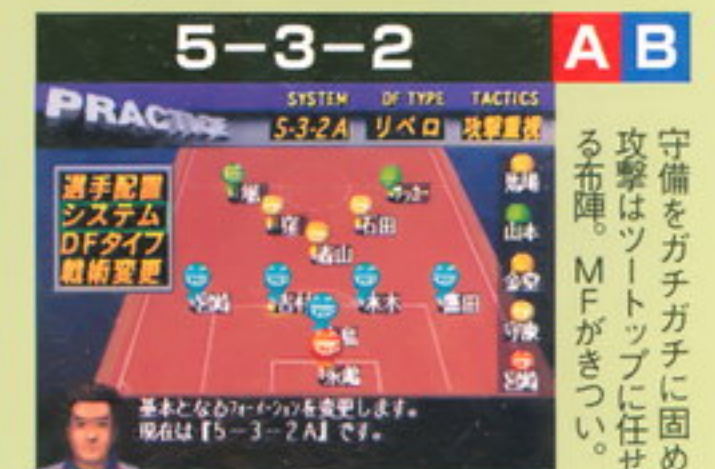 5-3-2
A B
PRACTICE
SYSTEM DF TYPE TACTICS
5-3-2A リベロ 攻撃重視
選手配置
システム
DFタイプ
戦術変更
窪 石田
吉村
山本
宮崎
基本となるフォーメーションを変更します。
現在は『5-3-2A』です。
守備をガチガチに固め
攻撃はツートップに任せ
る布陣。MFがきつい。